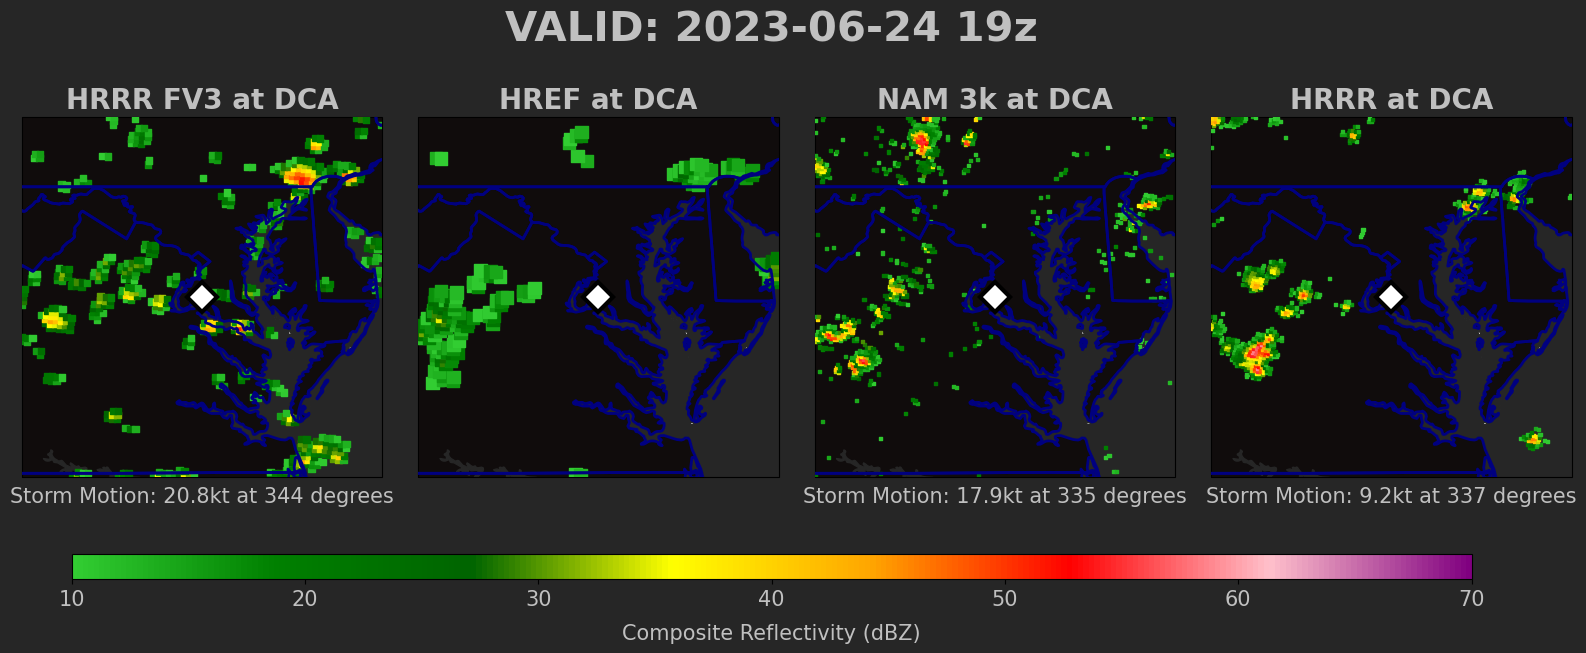 VALID: 2023-06-24 19z
HRRR FV3 at DCA
HREF at DCA
NAM 3k at DCA
HRRR at DCA
Storm Motion: 20.8kt at 344 degrees
Storm Motion: 17.9kt at 335 degrees
Storm Motion: 9.2kt at 337 degrees
10 20 30 40 50 60 70
Composite Reflectivity (dBZ)